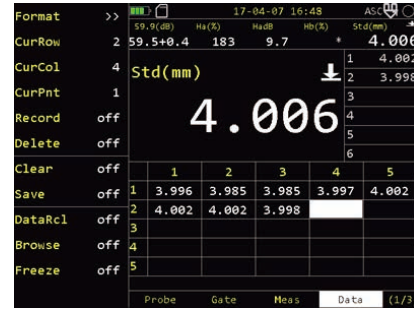 Format >>
CurRow 2
CurCol 4
CurPnt 1
Record off
Delete off
Clear off
Save off
DataRcl off
Browse off
Freeze off
17-04-07 16:48 ASC
59.9(dB) Ha(%) HadB Hb(%) Std(mm)
59.5+0.4 183 9.7 * 4.006
Std(mm)
4.006
1 4.002
2 3.998
3
4
5
6
1 2 3 4 5
1 3.996 3.985 3.985 3.997 4.002
2 4.002 4.002 3.998
3
4
5
Probe Gate Meas Data (1/3